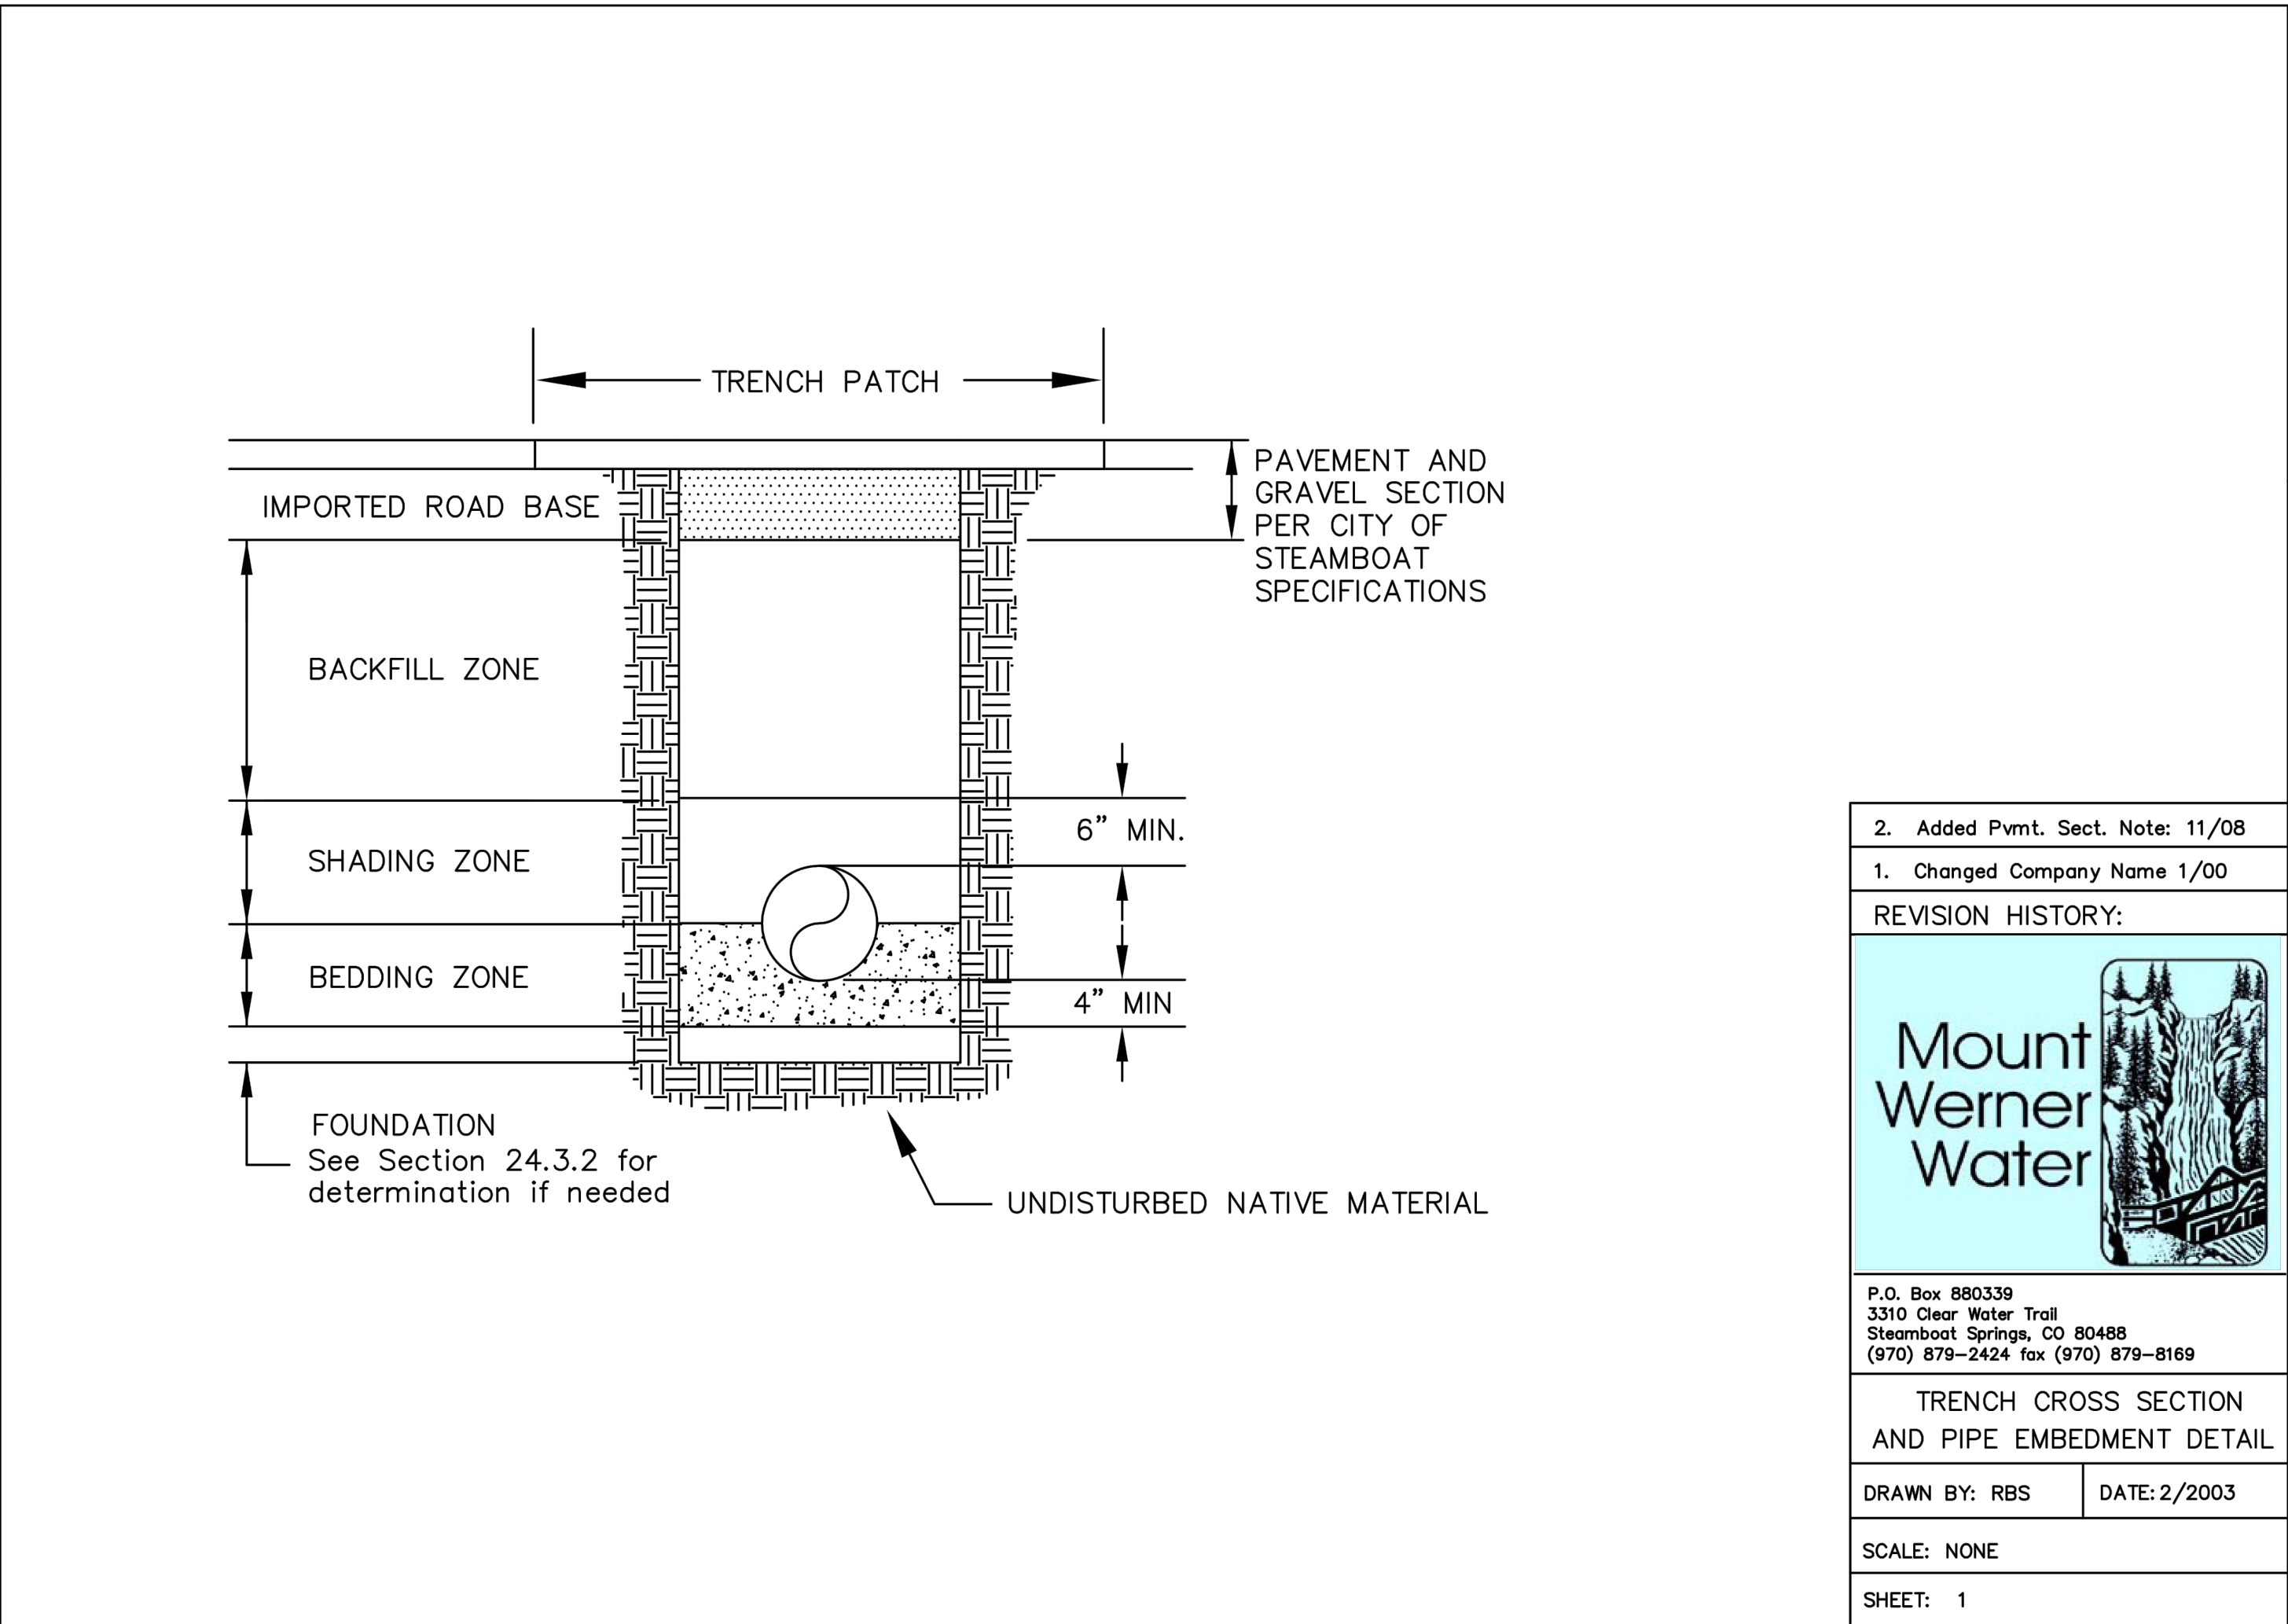 TRENCH PATCH
PAVEMENT AND
GRAVEL SECTION
PER CITY OF
STEAMBOAT
SPECIFICATIONS
IMPORTED ROAD BASE
BACKFILL ZONE
6” MIN.
SHADING ZONE
BEDDING ZONE
4” MIN
FOUNDATION
See Section 24.3.2 for
determination if needed
UNDISTURBED NATIVE MATERIAL
2. Added Pvmt. Sect. Note: 11/08
1. Changed Company Name 1/00
REVISION HISTORY:
Mount
Werner
Water
P.O. Box 880339
3310 Clear Water Trail
Steamboat Springs, CO 80488
(970) 879–2424 fax (970) 879–8169
TRENCH CROSS SECTION
AND PIPE EMBEDMENT DETAIL
DRAWN BY: RBS
DATE: 2/2003
SCALE: NONE
SHEET: 1